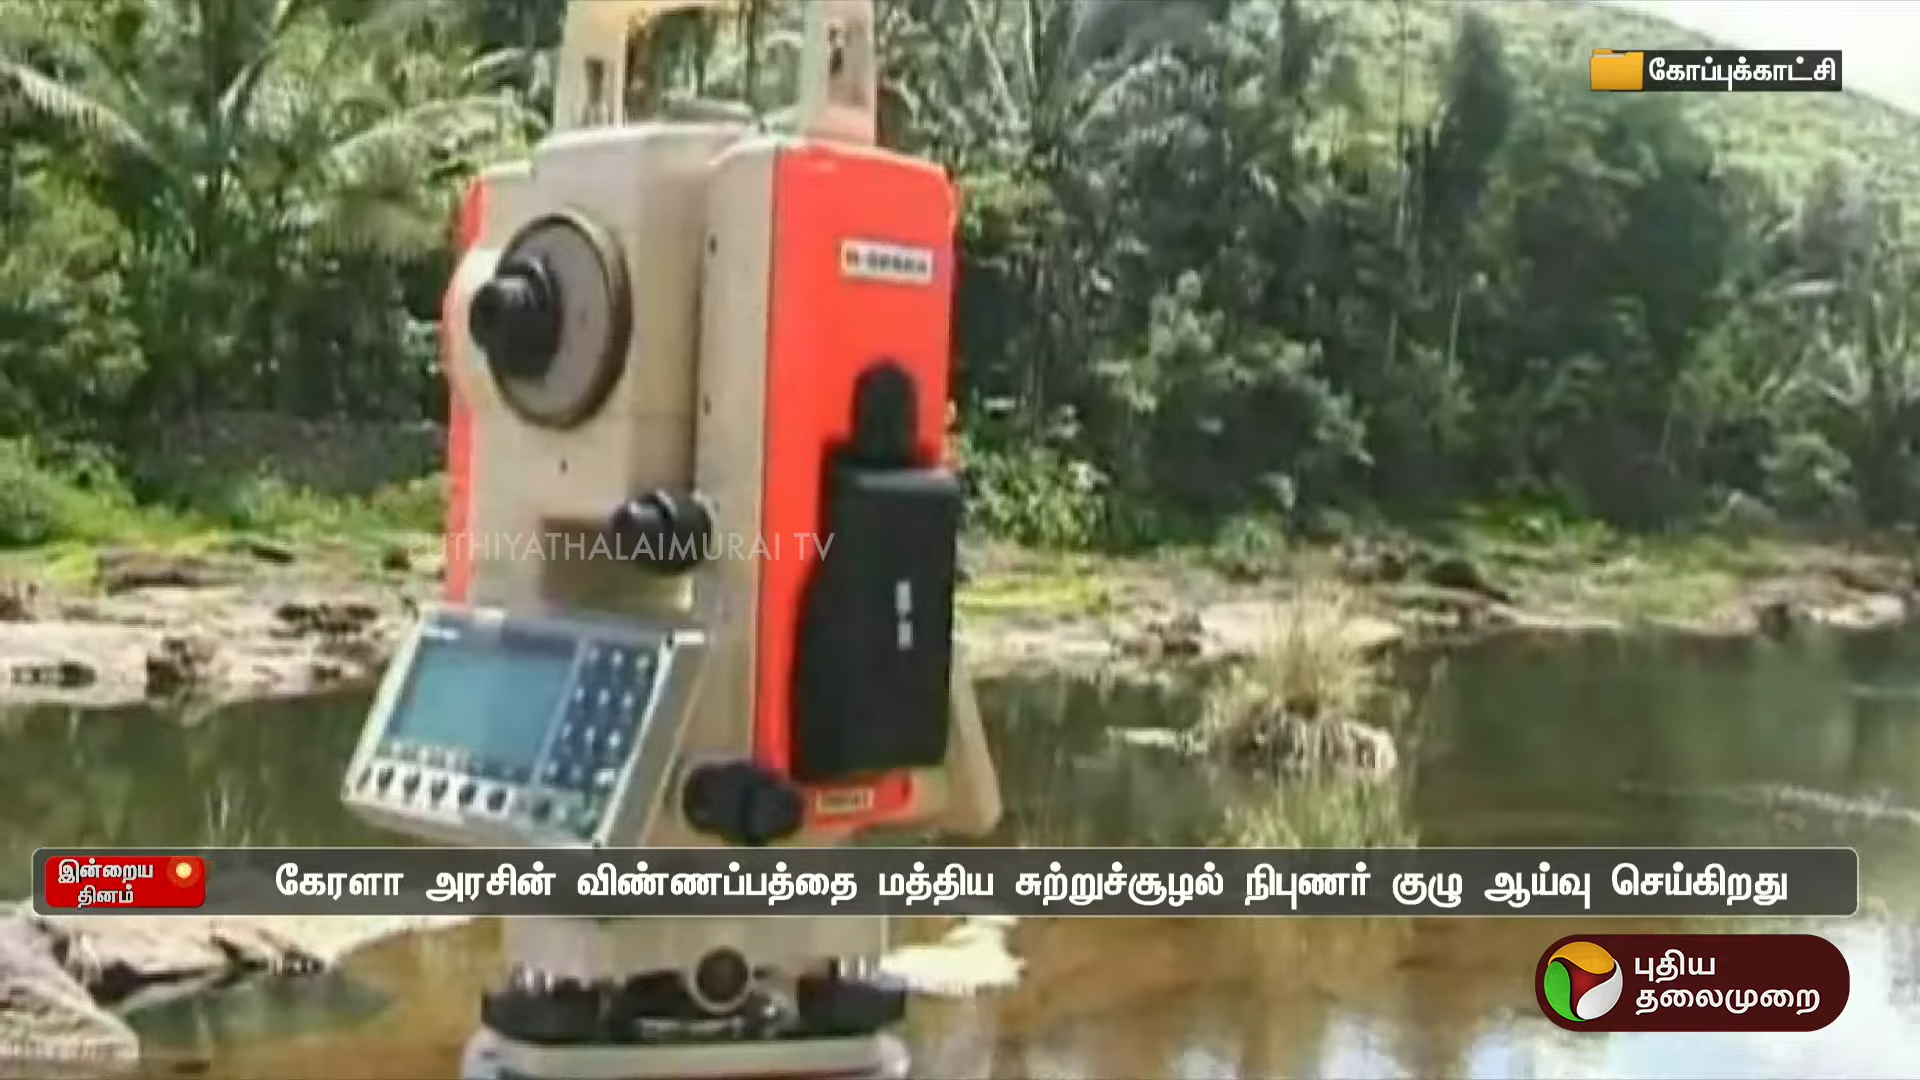 கோப்புக்காட்சி
PUTHIYATHALAIMURAI TV
இன்றைய
தினம்
கேரளா அரசின் விண்ணப்பத்தை மத்திய சுற்றுச்சூழல் நிபுணர் குழு ஆய்வு செய்கிறது
புதிய
தலைமுறை